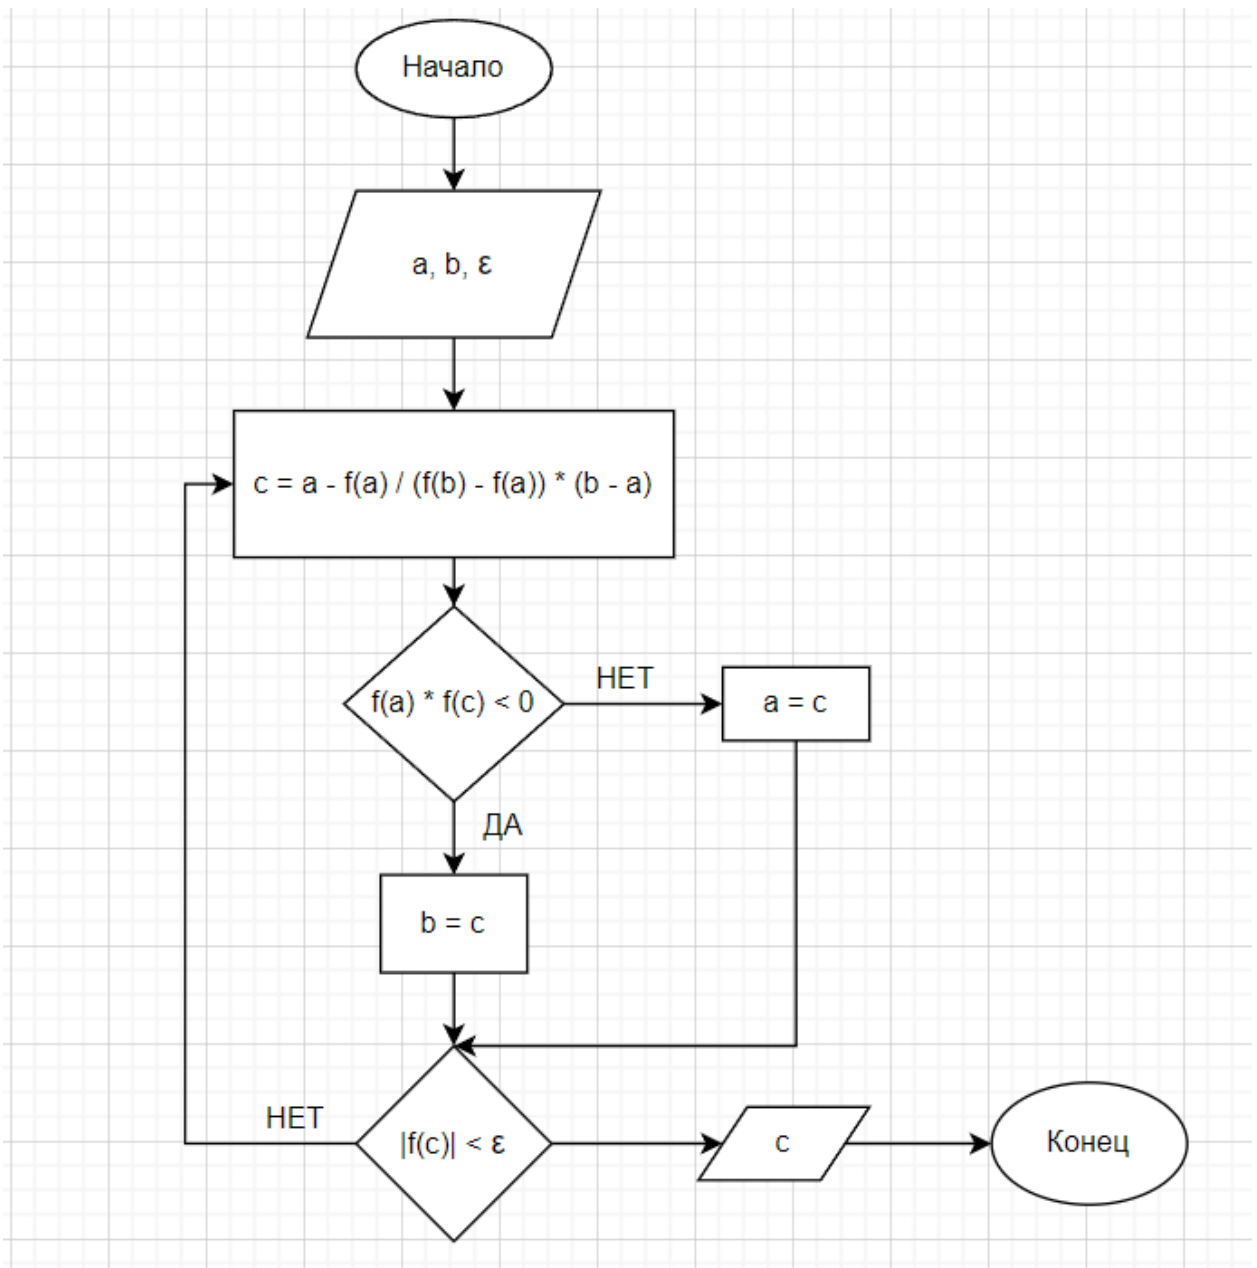 Начало
a, b, ε
c = a - f(a) / (f(b) - f(a)) * (b - a)
f(a) * f(c) < 0
НЕТ
a = c
ДА
b = c
НЕТ
|f(c)| < ε
c
Конец